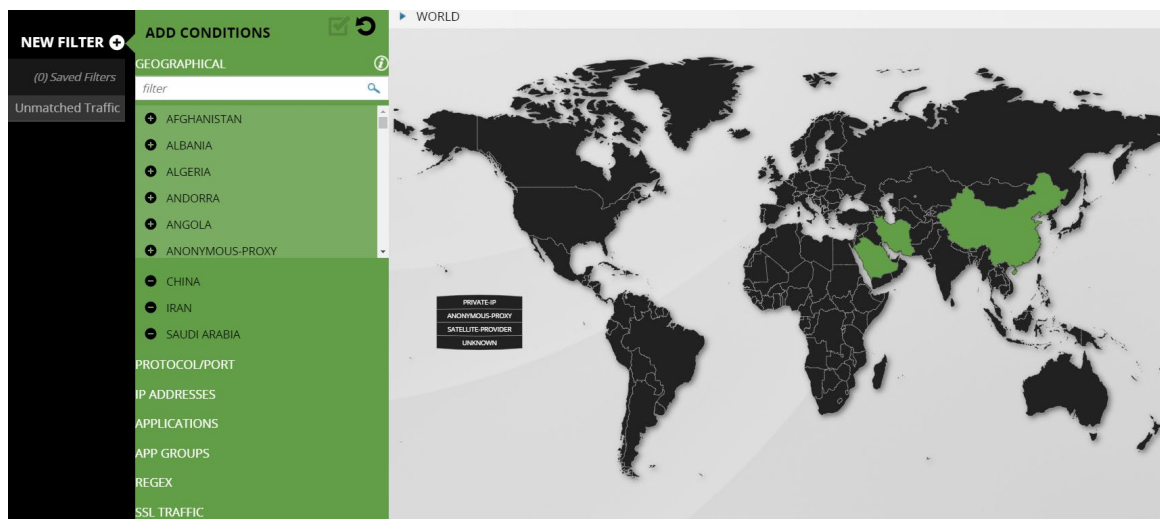 NEW FILTER
(0) Saved Filters
Unmatched Traffic
ADD CONDITIONS
GEOGRAPHICAL
filter
AFGHANISTAN
ALBANIA
ALGERIA
ANDORRA
ANGOLA
ANONYMOUS-PROXY
CHINA
IRAN
SAUDI ARABIA
PROTOCOL/PORT
IP ADDRESSES
APPLICATIONS
APP GROUPS
REGEX
SSL TRAFFIC
WORLD
PRIVATE-IP
ANONYMOUS-PROXY
SATELLITE-PROVIDER
UNKNOWN